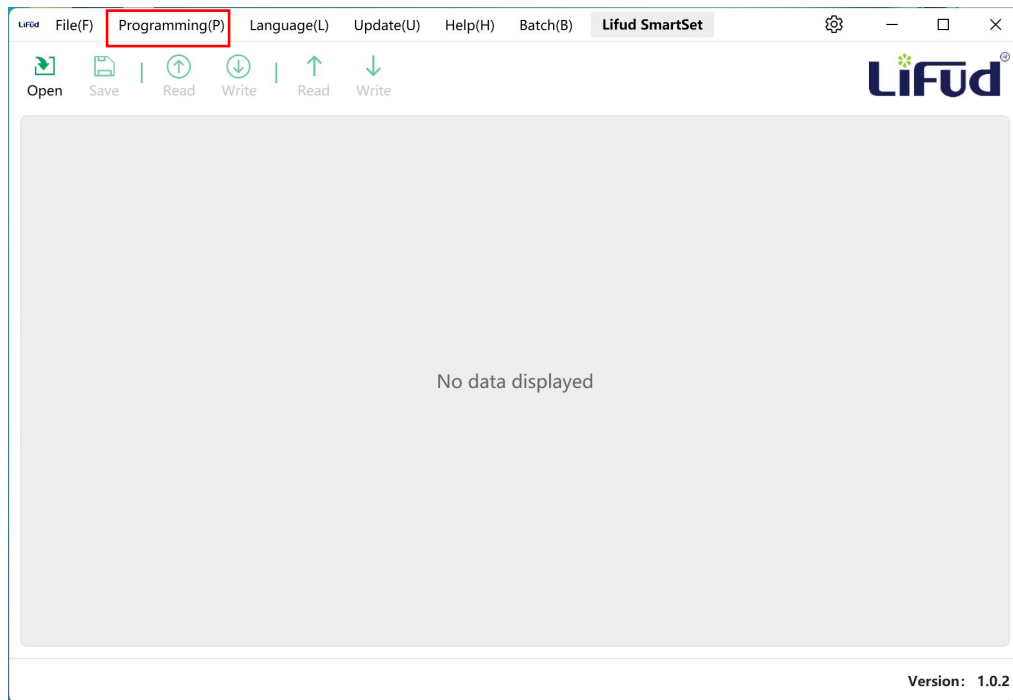 LiFud File(F) Programming(P) Language(L) Update(U) Help(H) Batch(B) Lifud SmartSet
Open Save Read Write Read Write
LiFud®
No data displayed
Version: 1.0.2